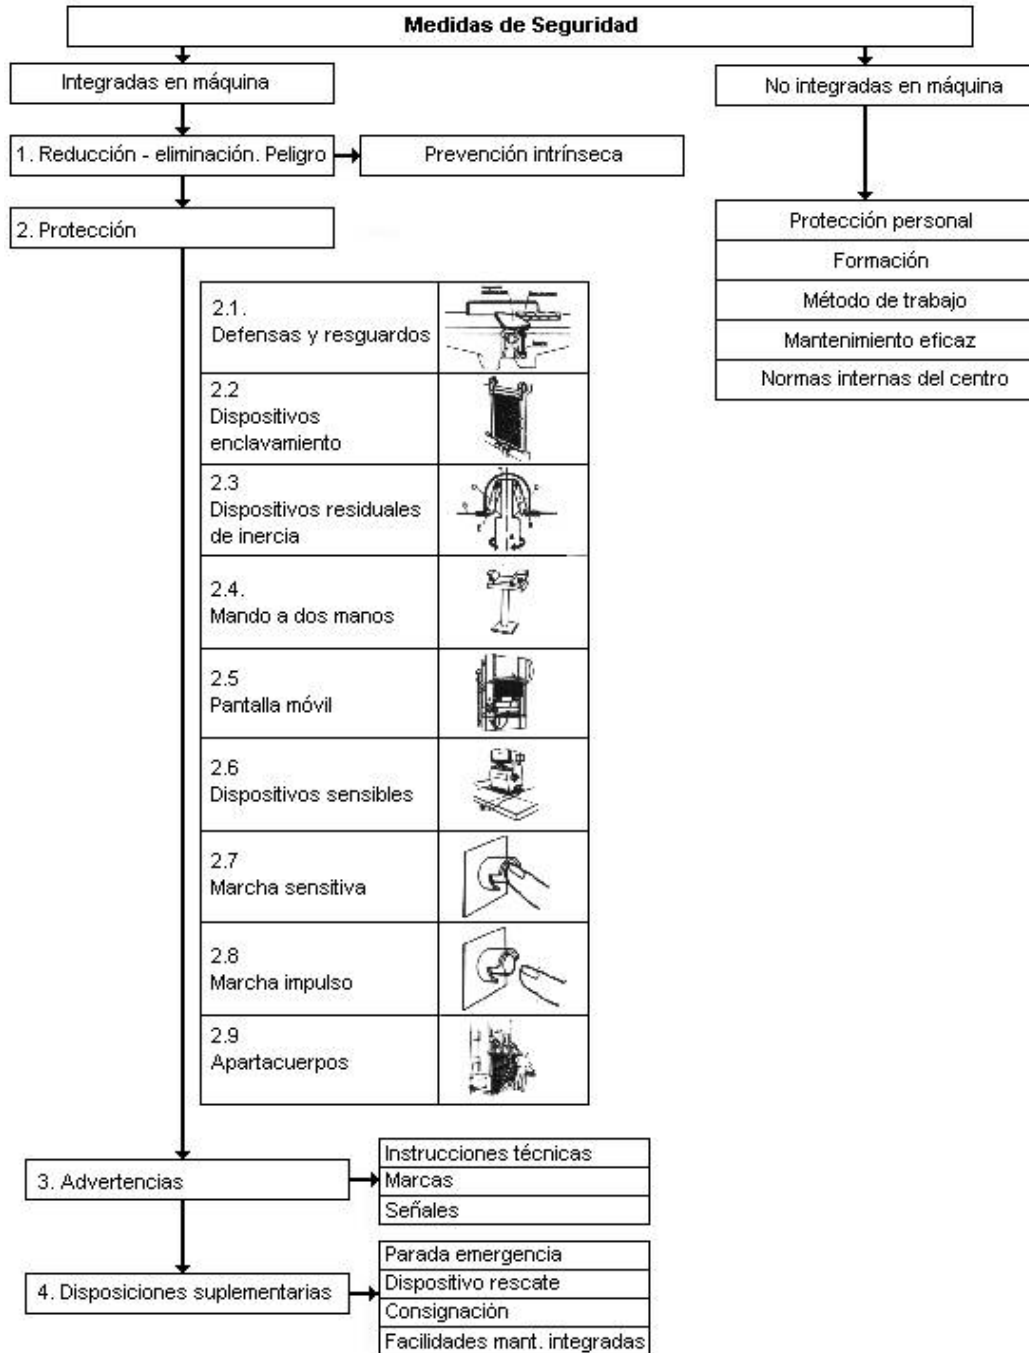 Medidas de Seguridad
Integradas en máquina
No integradas en máquina
1. Reducción - eliminación. Peligro
Prevención intrínseca
2. Protección
Protección personal
Formación
Método de trabajo
Mantenimiento eficaz
Normas internas del centro
2.1.
Defensas y resguardos
2.2
Dispositivos
enclavamiento
2.3
Dispositivos residuales
de inercia
2.4.
Mando a dos manos
2.5
Pantalla móvil
2.6
Dispositivos sensibles
2.7
Marcha sensitiva
2.8
Marcha impulso
2.9
Apartacuerpos
3. Advertencias
Instrucciones técnicas
Marcas
Señales
4. Disposiciones suplementarias
Parada emergencia
Dispositivo rescate
Consignación
Facilidades mant. integradas